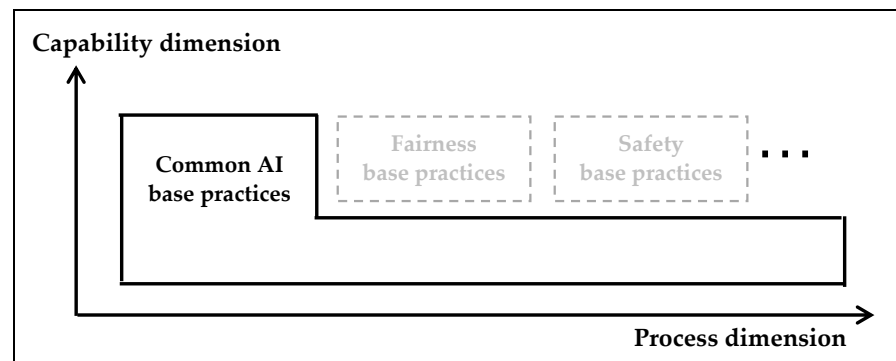 Capability dimension
Common AI
base practices
Fairness
base practices
Safety
base practices
...
Process dimension